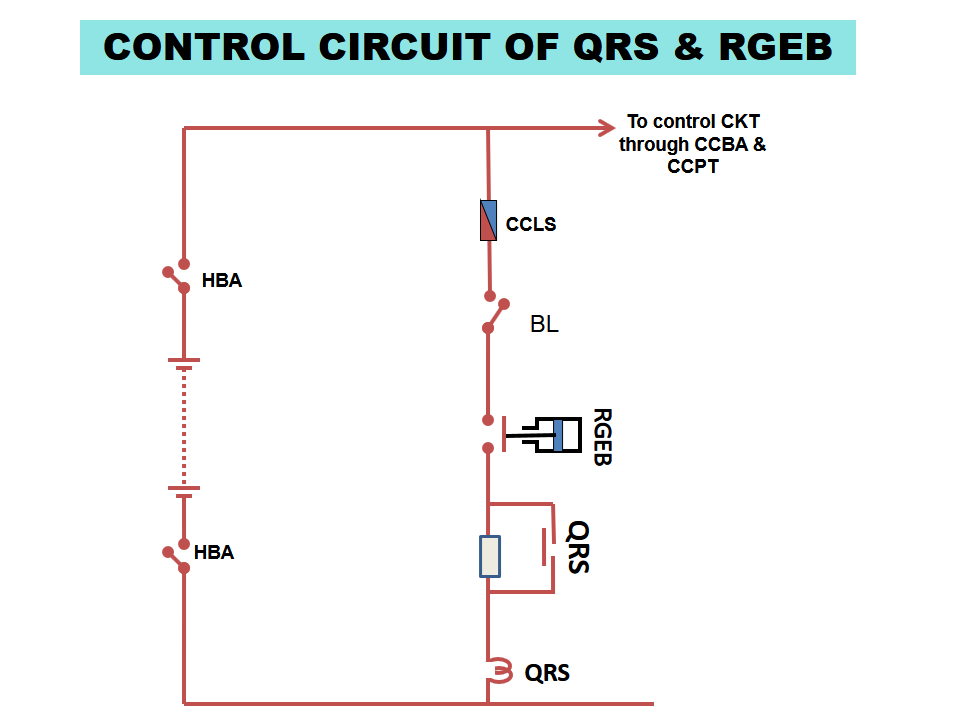 CONTROL CIRCUIT OF QRS & RGEB
To control CKT
through CCBA &
CCPT
CCLS
HBA
BL
RGEB
QRS
HBA
QRS